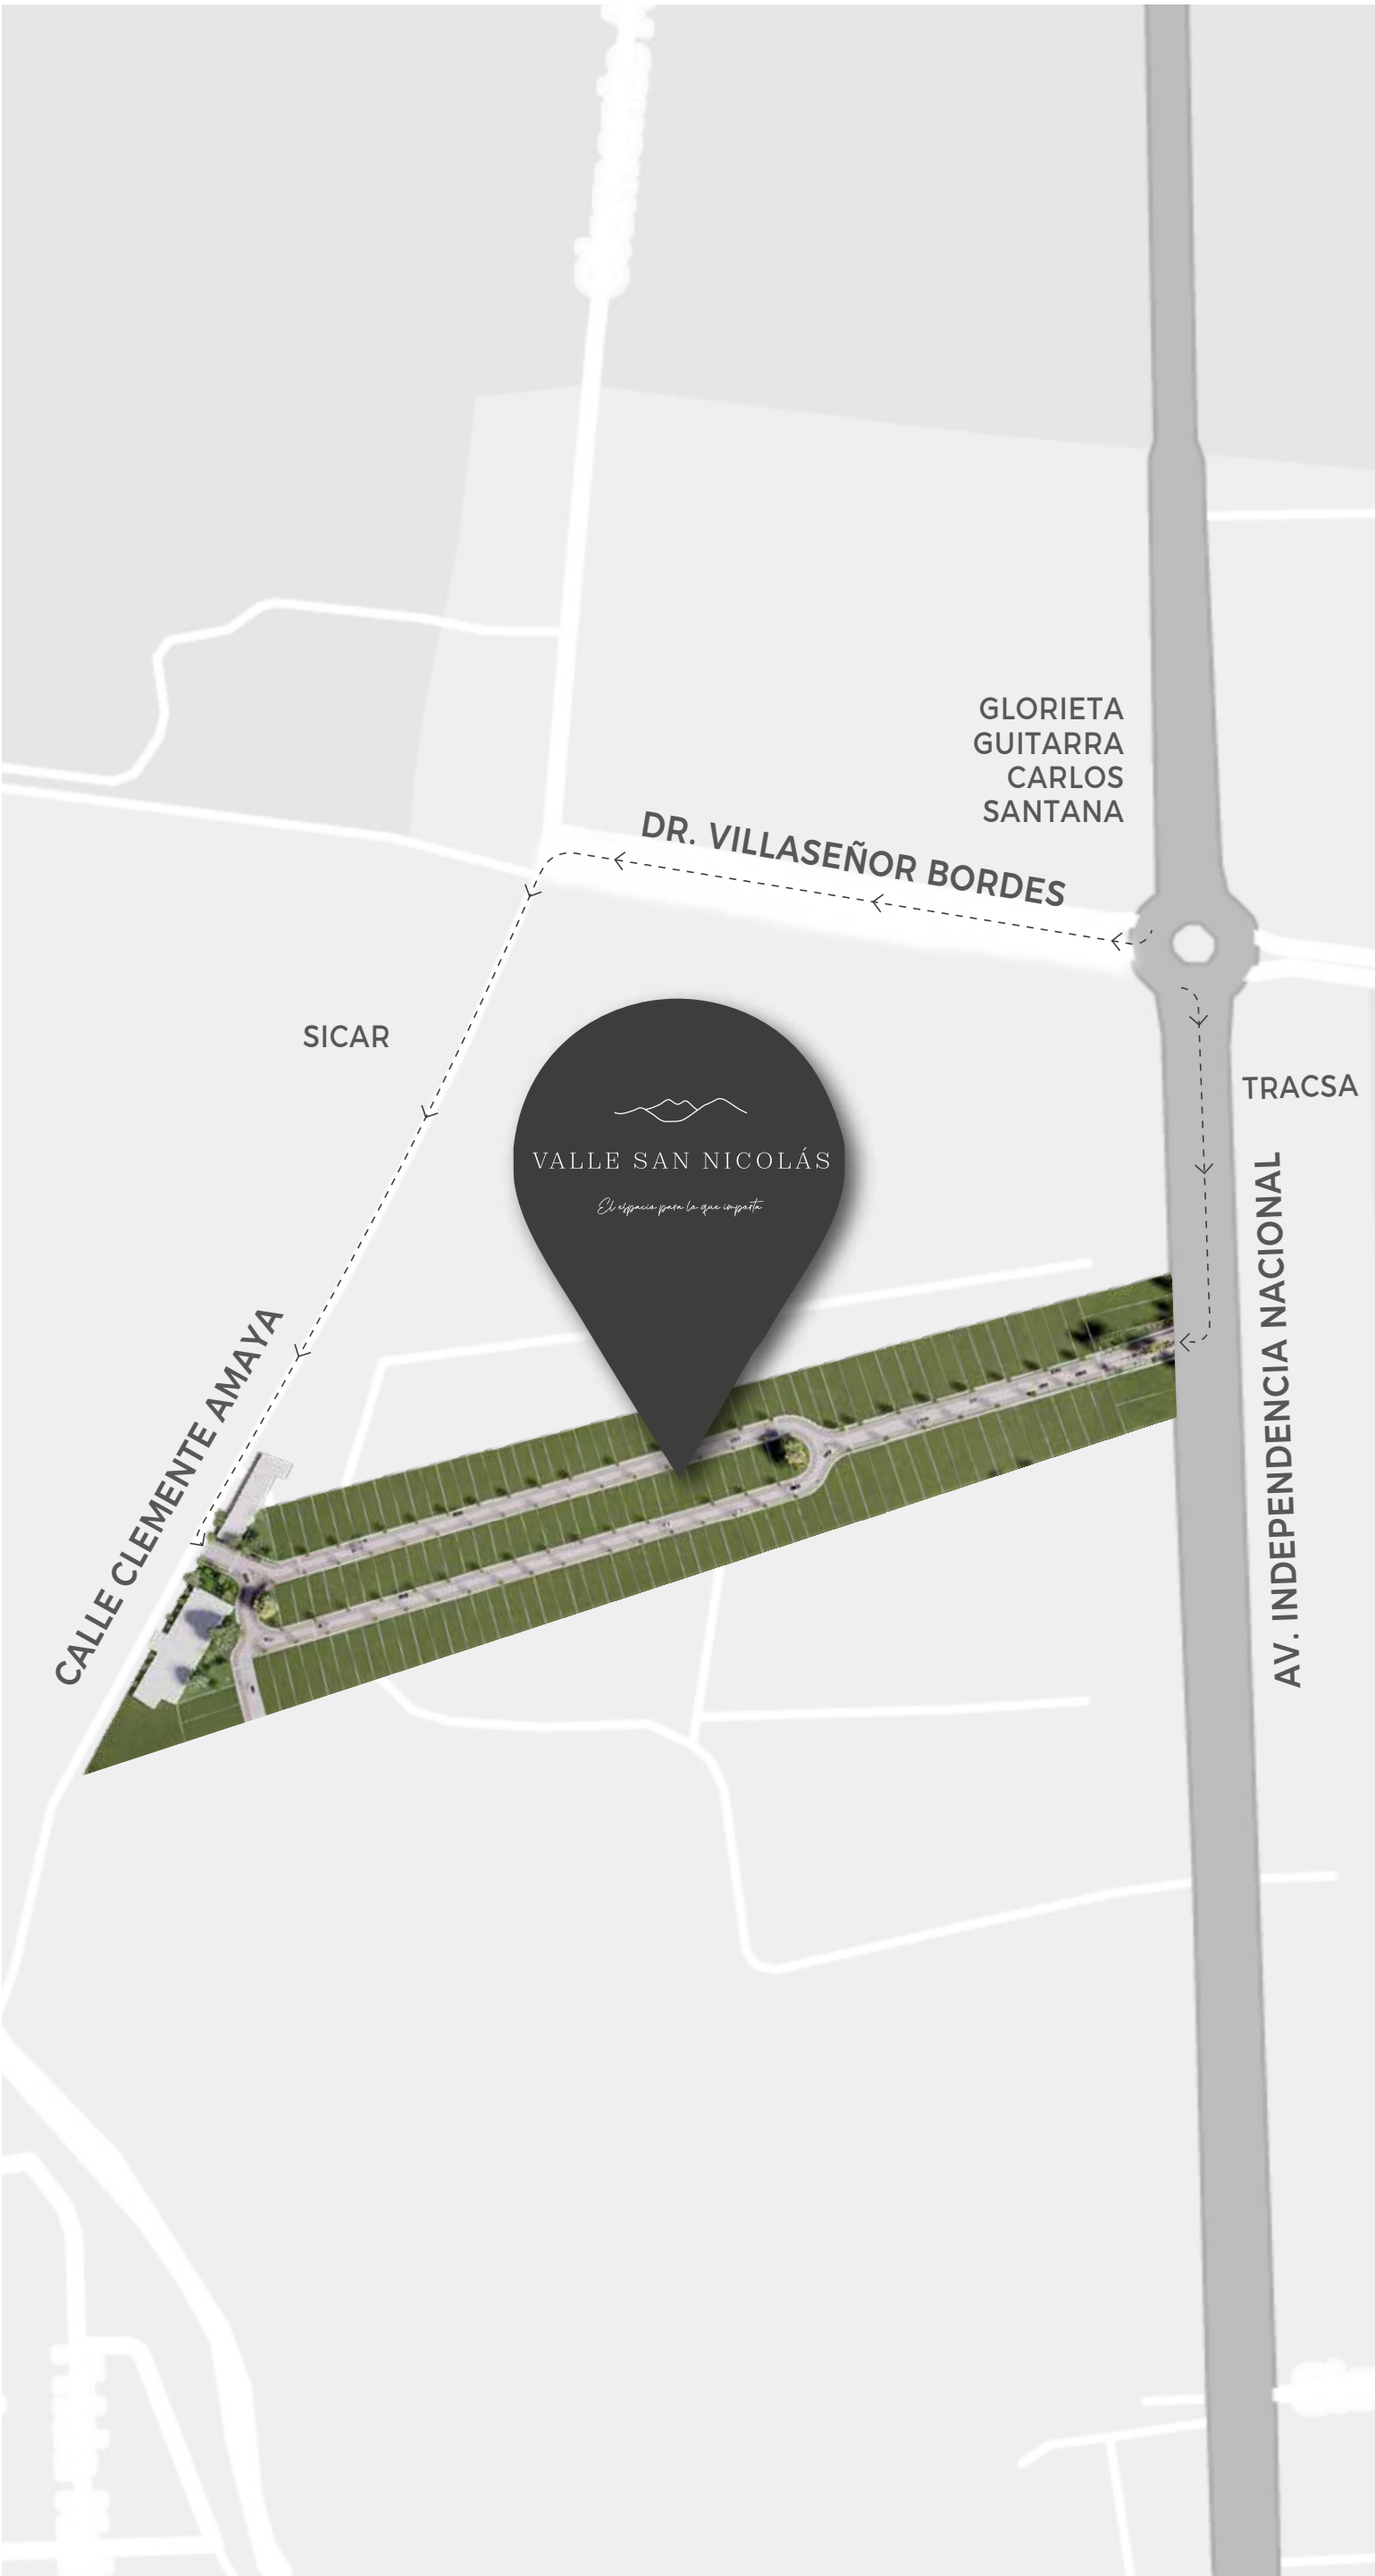 GLORIETA
GUITARRA
CARLOS
SANTANA
DR. VILLASEÑOR BORDES
SICAR
TRACSA
VALLE SAN NICOLÁS
El espacio para lo que importa
AV. INDEPENDENCIA NACIONAL
CALLE CLEMENTE AMAYA